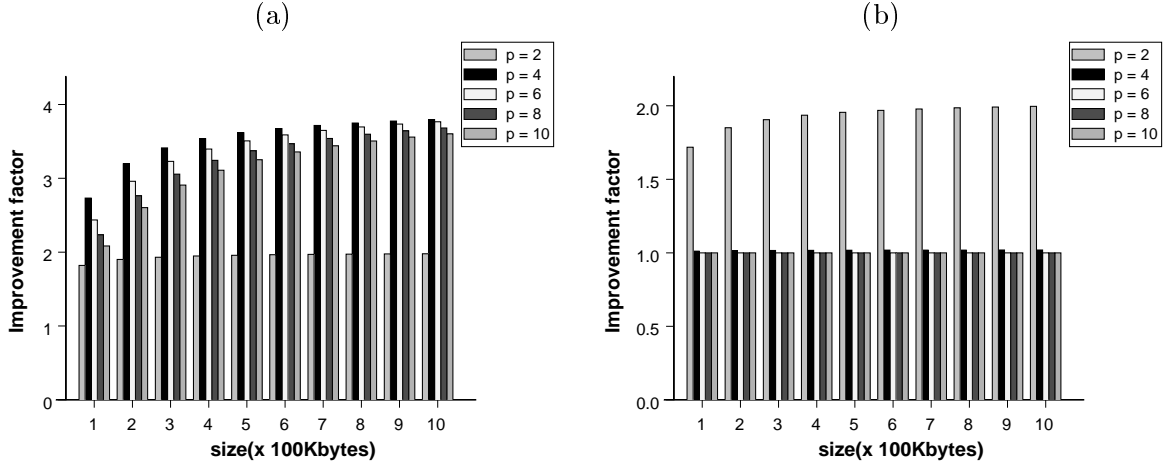 (a)
p = 2
p = 4
p = 6
p = 8
p = 10
4
3
2
1
0
Improvement factor
1 2 3 4 5 6 7 8 9 10
size(x 100Kbytes)
(b)
p = 2
p = 4
p = 6
p = 8
p = 10
2.0
1.5
1.0
0.5
0.0
Improvement factor
1 2 3 4 5 6 7 8 9 10
size(x 100Kbytes)